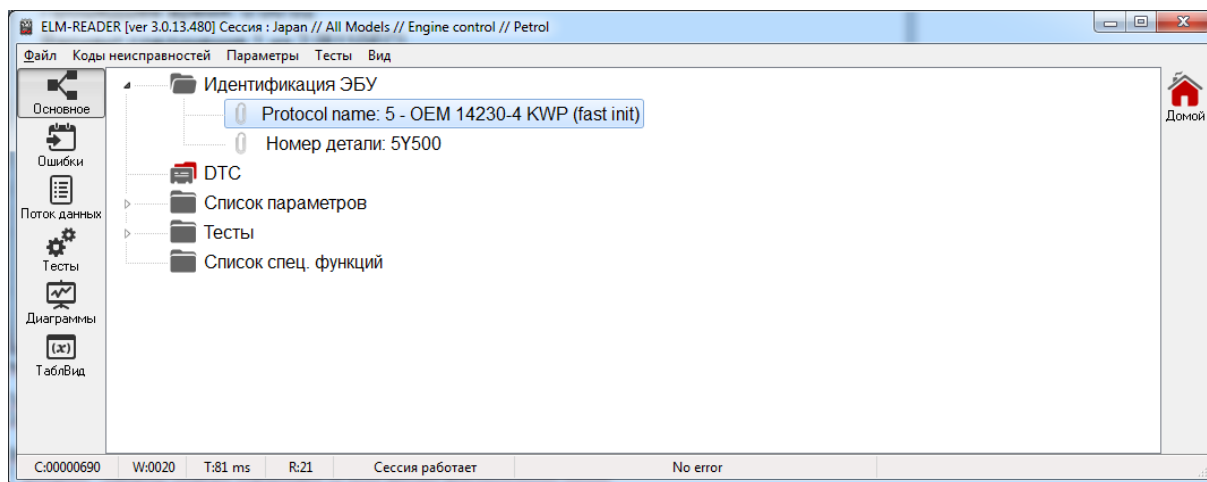 ELM-READER [ver 3.0.13.480] Сессия : Japan // All Models // Engine control // Petrol
Файл Коды неисправностей Параметры Тесты Вид
Основное
Ошибки
Поток данных
Тесты
Диаграммы
(x)
ТаблВид
Идентификация ЭБУ
Protocol name: 5 - OEM 14230-4 KWP (fast init)
Номер детали: 5Y500
DTC
Список параметров
Тесты
Список спец. функций
Домой
C:00000690 W:0020 T:81 ms R:21 Сессия работает No error